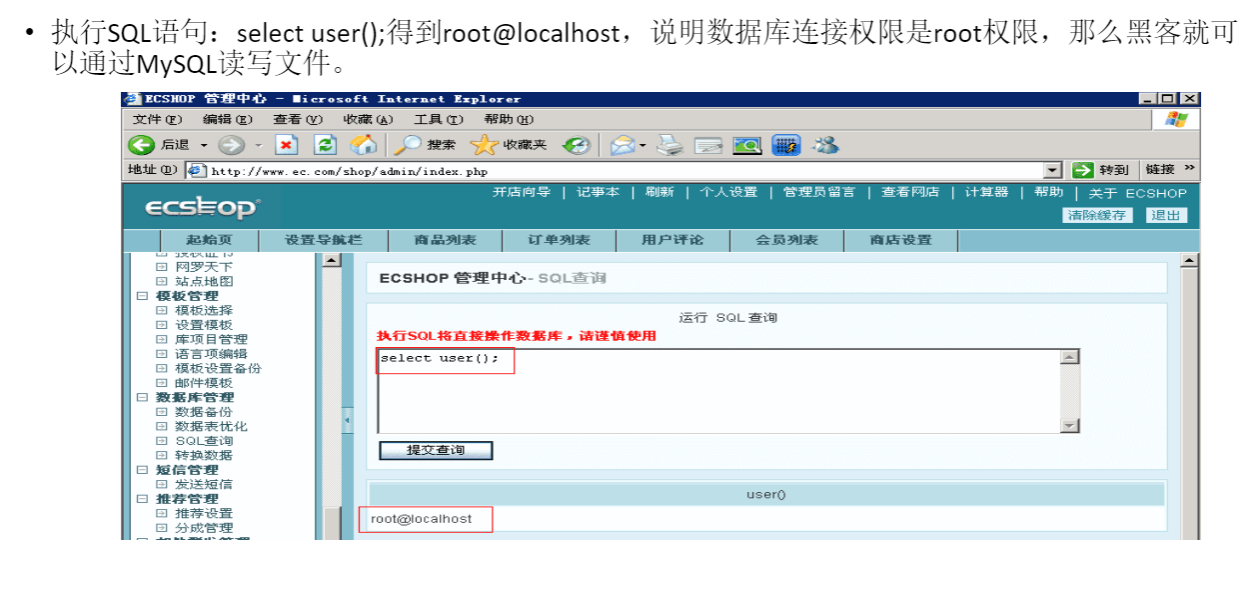 • 执行SQL语句：select user();得到root@localhost，说明数据库连接权限是root权限，那么黑客就可
以通过MySQL读写文件。
ECSHOP 管理中心 - Microsoft Internet Explorer
文件(F) 编辑(E) 查看(V) 收藏(A) 工具(T) 帮助(H)
后退 搜索 收藏夹
地址(D) http://www.ec.com/shop/admin/index.php 转到 链接 »
开店向导 | 记事本 | 刷新 | 个人设置 | 管理员留言 | 查看网店 | 计算器 | 帮助 | 关于 ECSHOP
ecshop
清除缓存 退出
起始页 设置导航栏 商品列表 订单列表 用户评论 会员列表 商店设置
授权证书
网罗天下
站点地图
模板管理
模板选择
设置模板
库项目管理
语言项编辑
模板设置备份
邮件模板
数据库管理
数据备份
数据表优化
SQL查询
转换数据
短信管理
发送短信
推荐管理
推荐设置
分成管理
ECSHOP 管理中心 - SQL查询
运行 SQL 查询
执行SQL将直接操作数据库，请谨慎使用
select user();
提交查询
user()
root@localhost